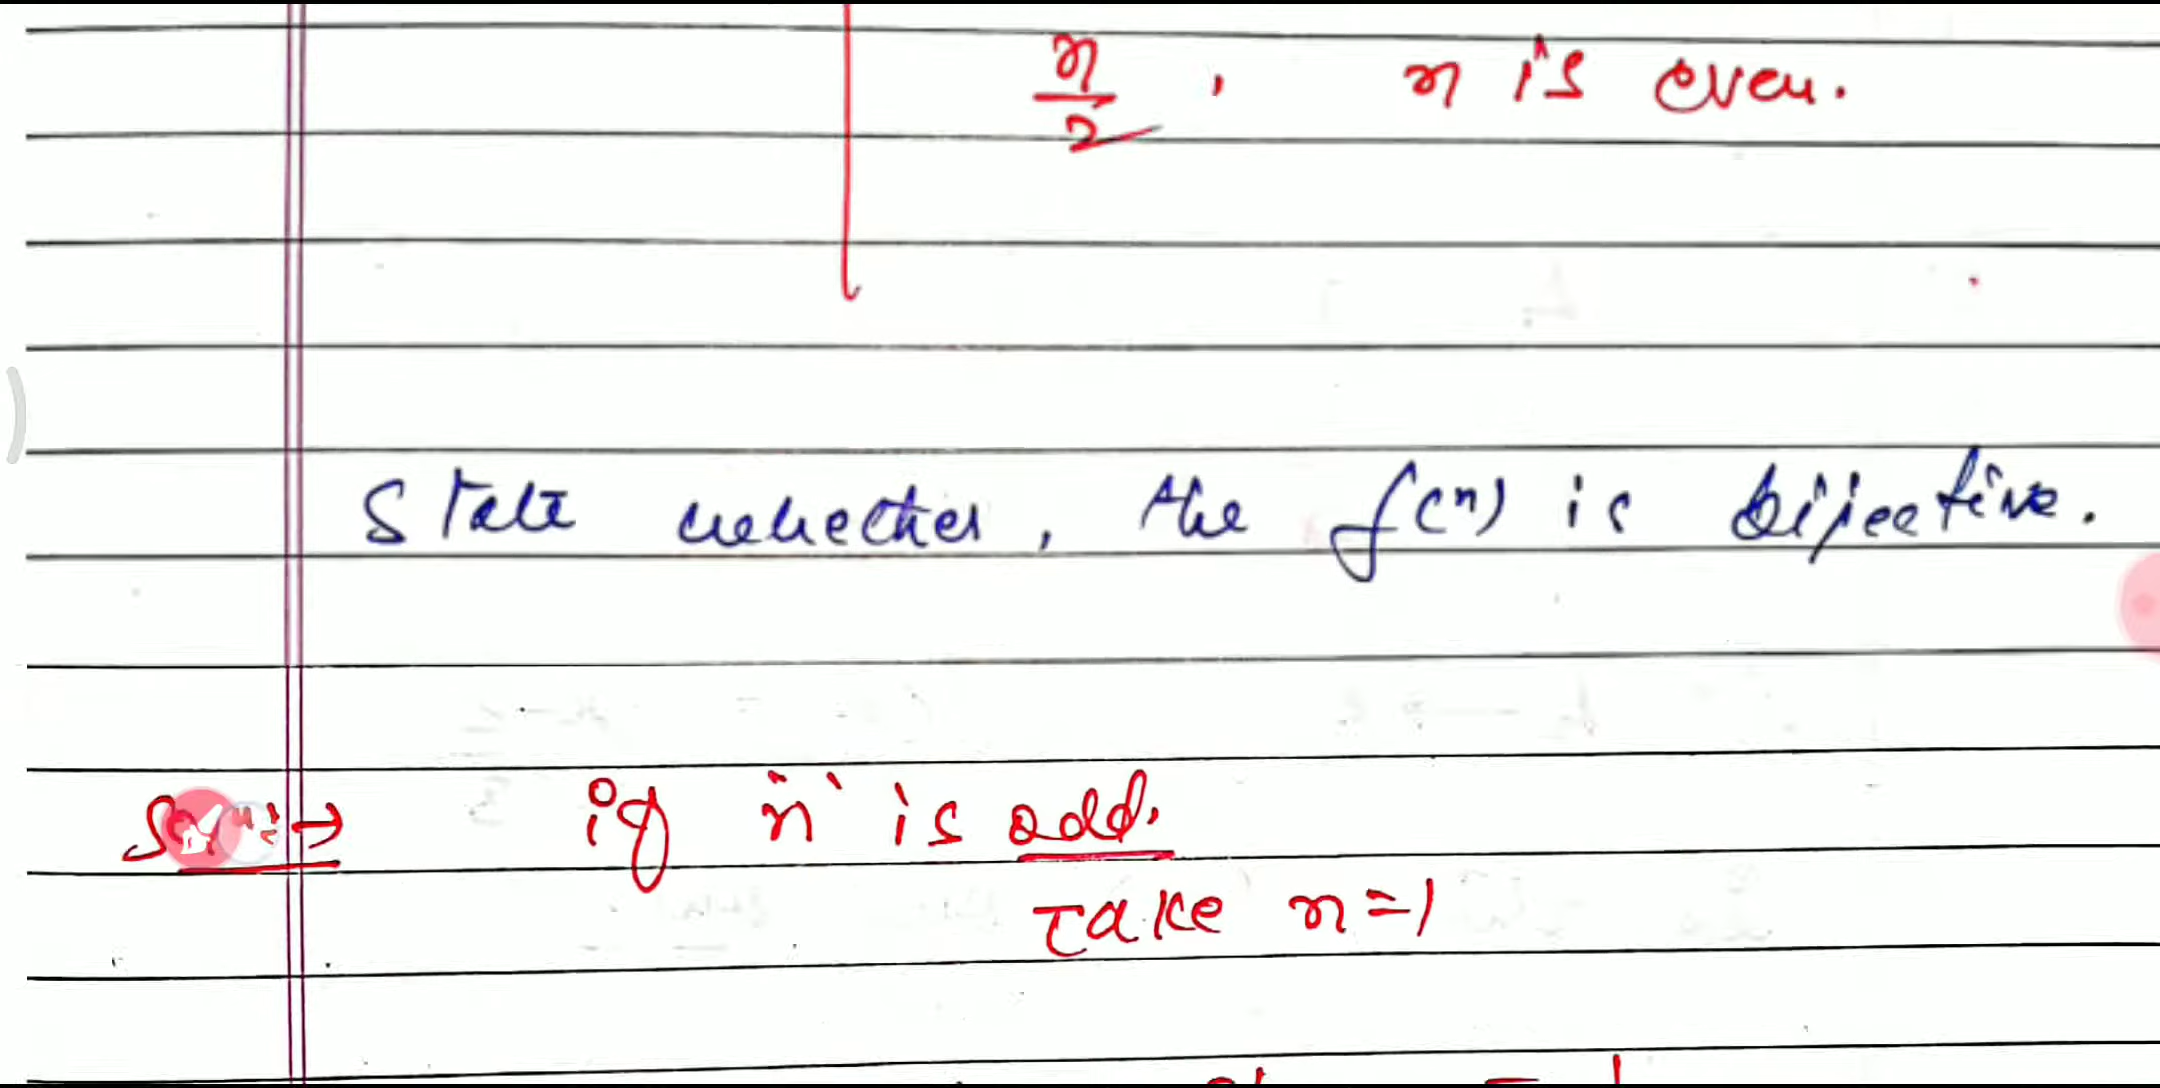 n/2 , n is even.
State whether, the f(n) is bijective.
Sol^n:→ if 'n' is odd.
Take n=1